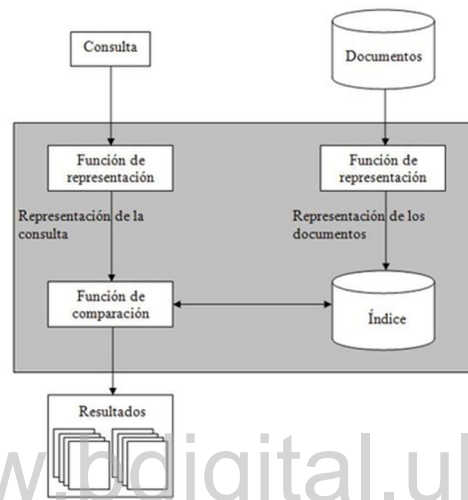 Consulta
Documentos
Función de
representación
Función de
representación
Representación de la
consulta
Representación de los
documentos
Función de
comparación
Índice
Resultados
w.bdigital.ul